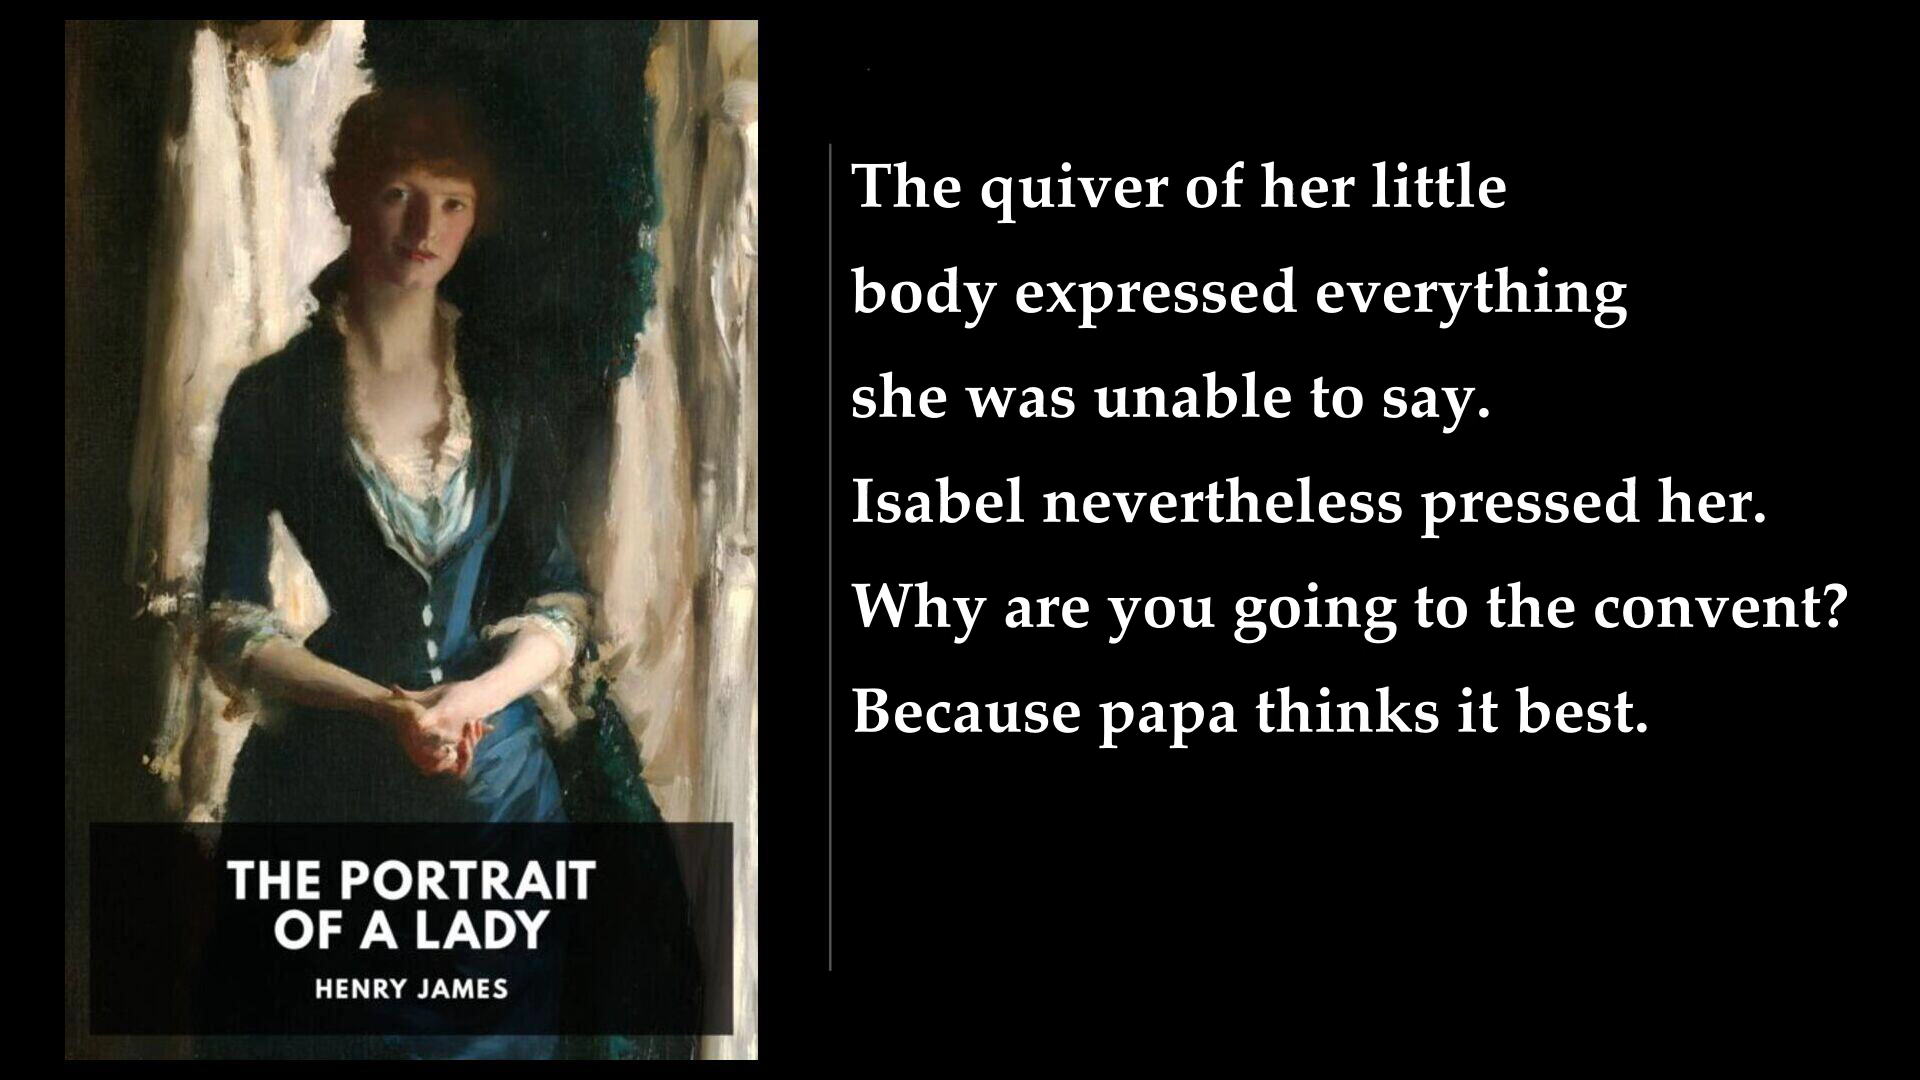 The quiver of her little
body expressed everything
she was unable to say.
Isabel nevertheless pressed her.
Why are you going to the convent?
Because papa thinks it best.
THE PORTRAIT
OF A LADY
HENRY JAMES